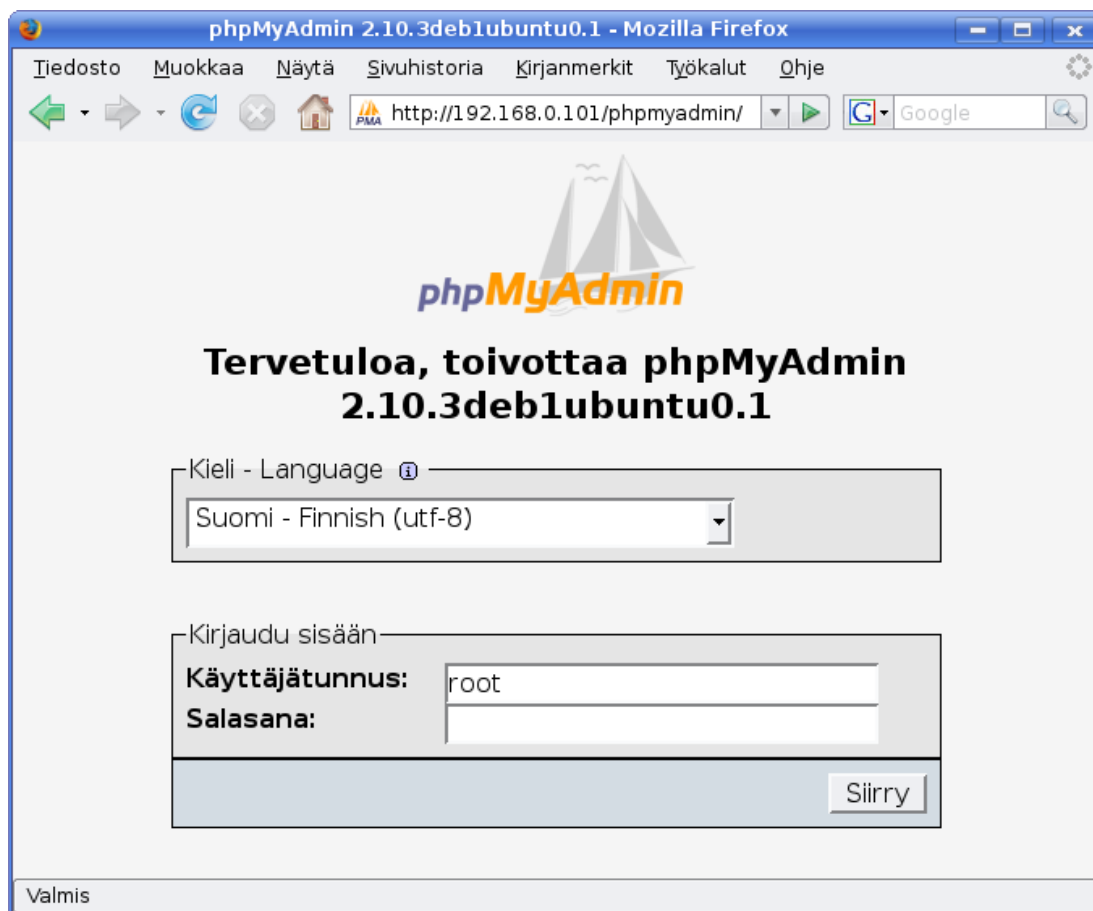 phpMyAdmin 2.10.3deb1ubuntu0.1 - Mozilla Firefox
Tiedosto Muokkaa Näytä Sivuhistoria Kirjanmerkit Työkalut Ohje
PMA http://192.168.0.101/phpmyadmin/ G Google
phpMyAdmin
Tervetuloa, toivottaa phpMyAdmin
2.10.3deb1ubuntu0.1
Kieli - Language i
Suomi - Finnish (utf-8)
Kirjaudu sisään
Käyttäjätunnus: root
Salasana:
Siirry
Valmis